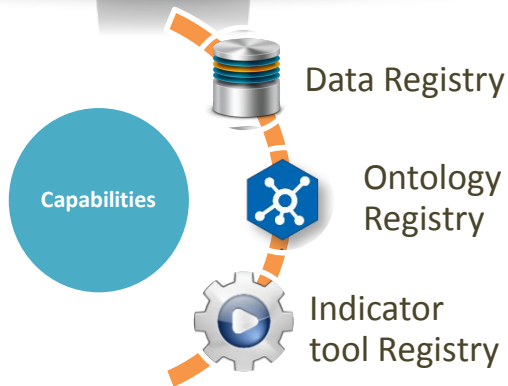 Data Registry
Capabilities
Ontology
Registry
Indicator
tool Registry